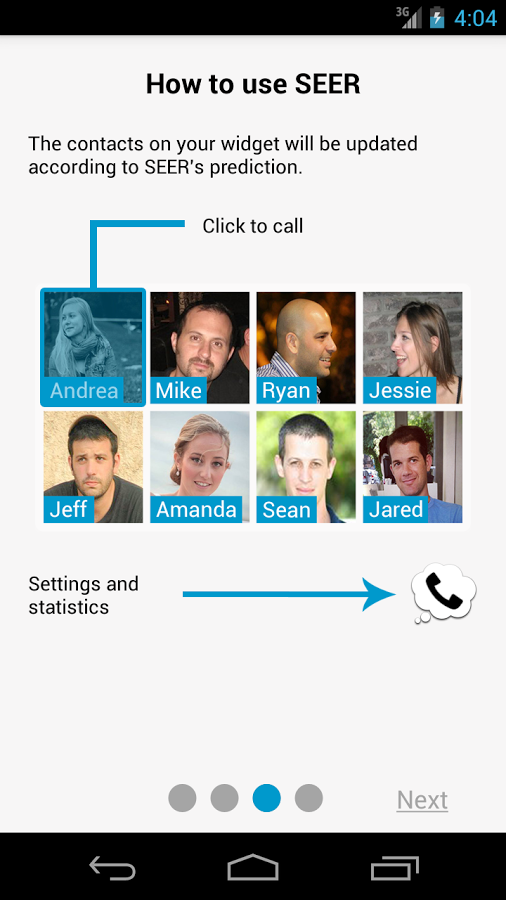 3G
4:04
How to use SEER
The contacts on your widget will be updated
according to SEER's prediction.
Click to call
Andrea
Mike
Ryan
Jessie
Jeff
Amanda
Sean
Jared
Settings and
statistics
Next